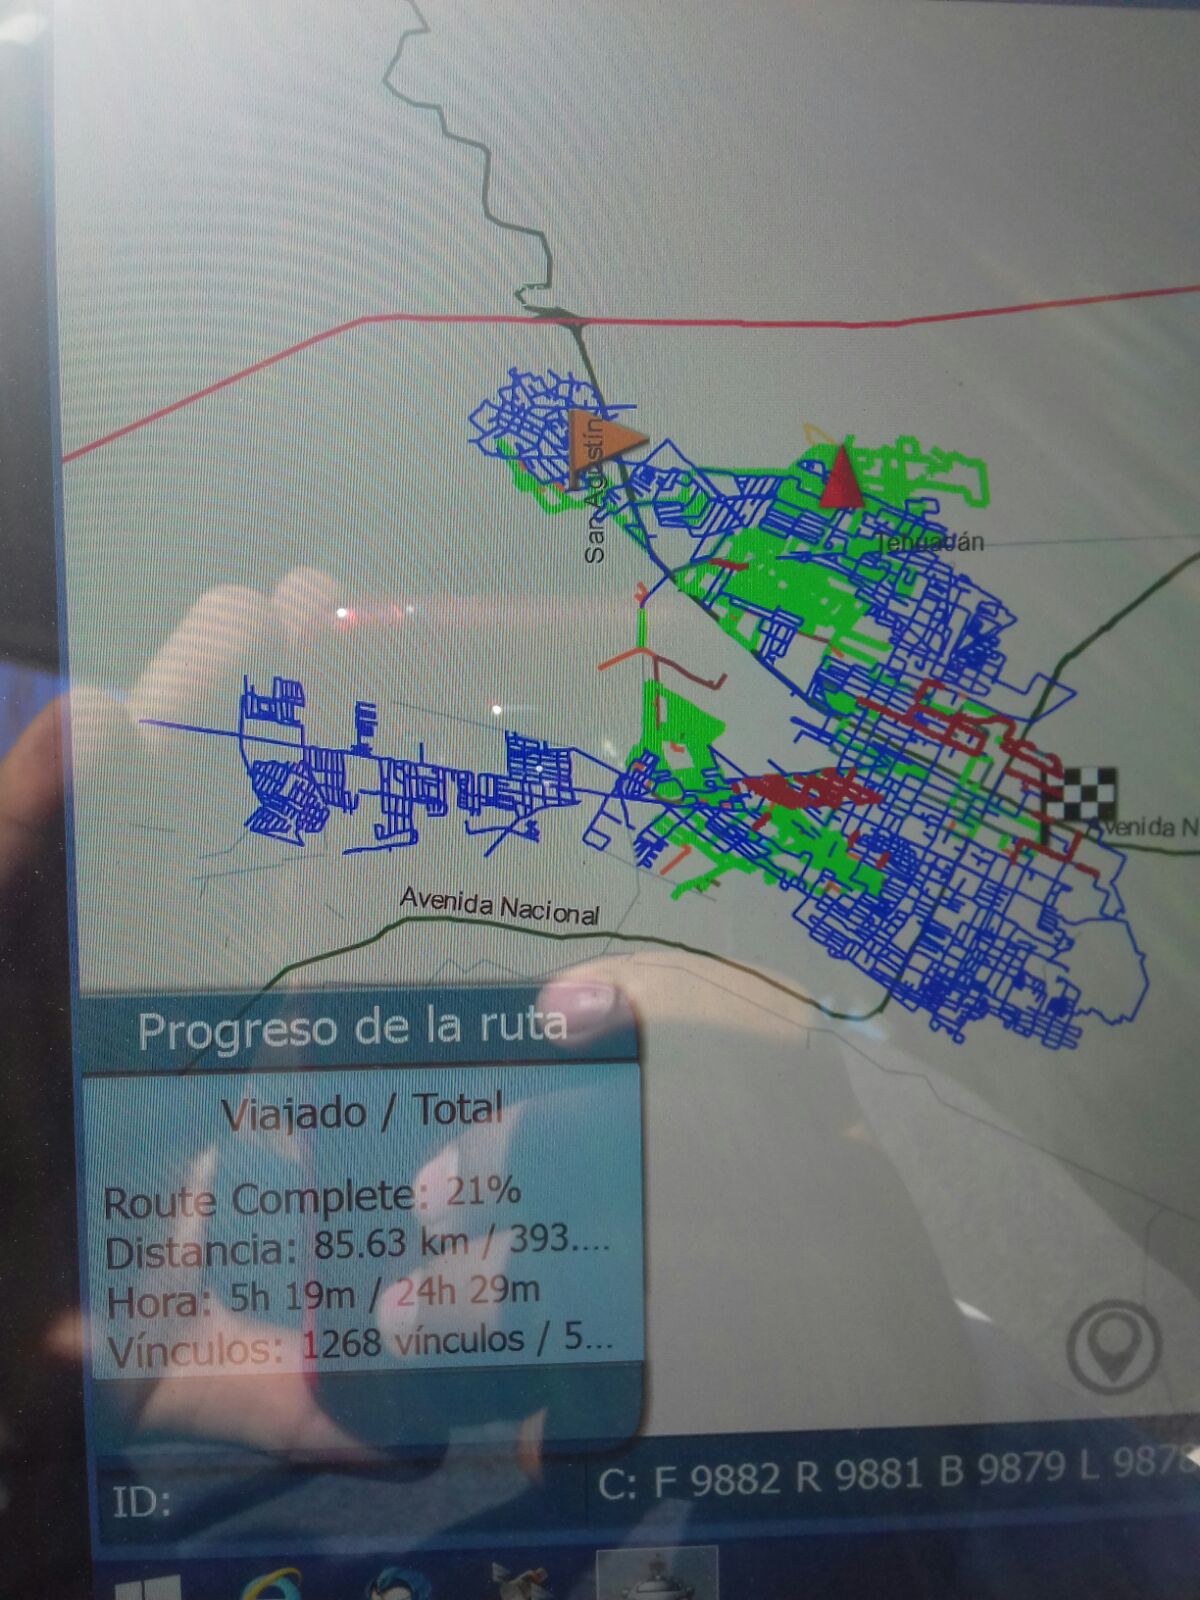 San Agustín
Tehuacán
Avenida N
Avenida Nacional
Progreso de la ruta
Viajado / Total
Route Complete: 21%
Distancia: 85.63 km / 393....
Hora: 5h 19m / 24h 29m
Vínculos: 1268 vínculos / 5...
ID:
C: F 9882 R 9881 B 9879 L 9878